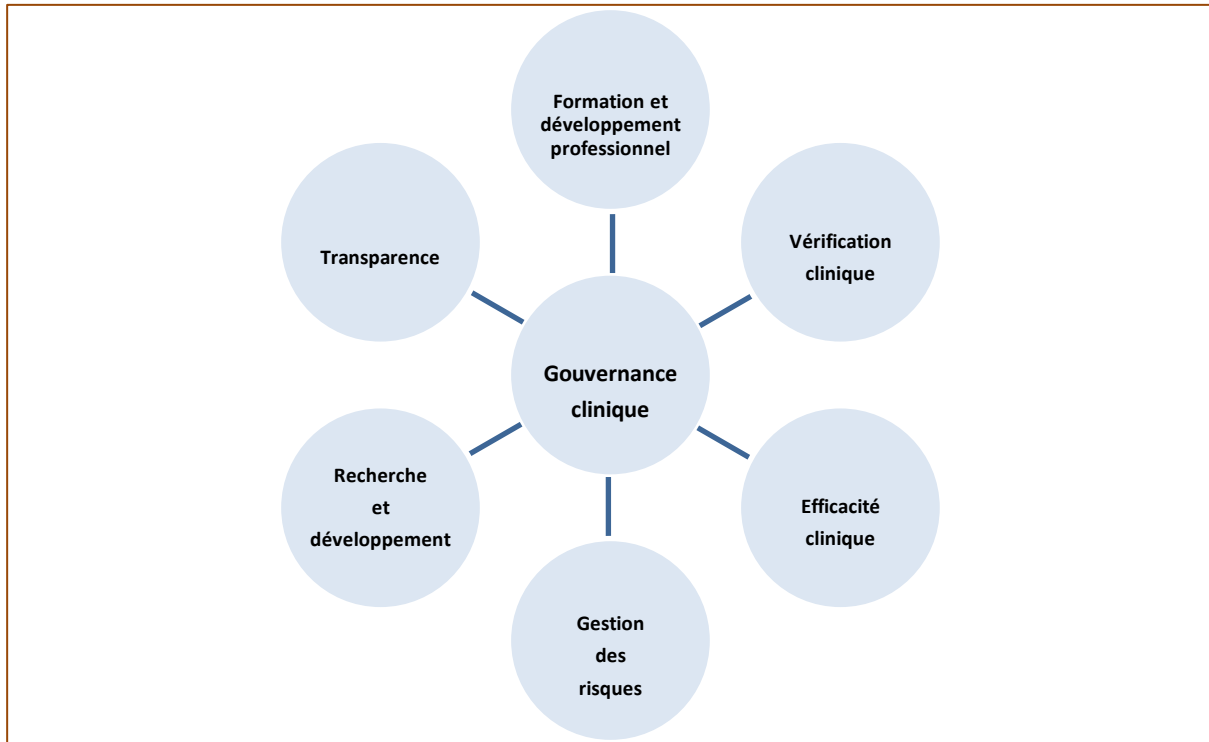 Formation et
développement
professionnel
Transparence
Vérification
clinique
Gouvernance
clinique
Recherche
et
développement
Efficacité
clinique
Gestion
des
risques